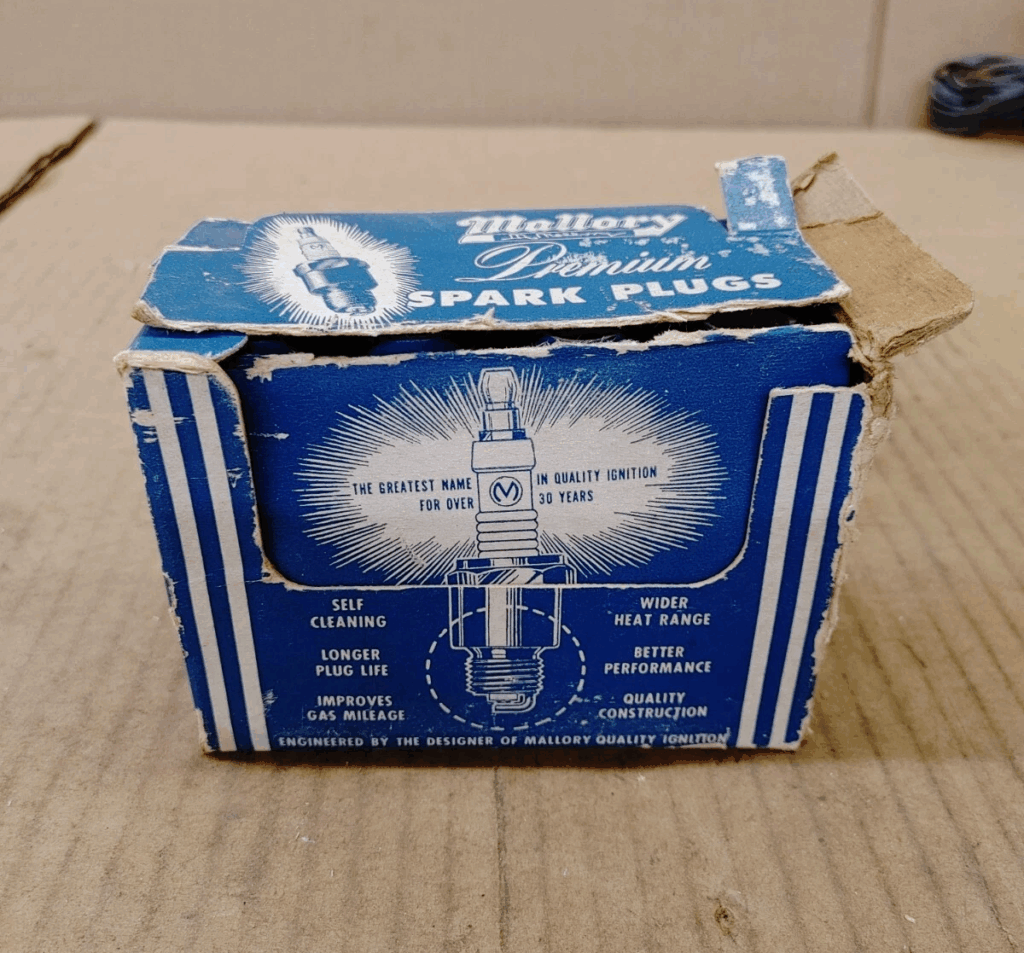 Mallory
Premium
SPARK PLUGS
THE GREATEST NAME IN QUALITY IGNITION
FOR OVER 30 YEARS
M
SELF
CLEANING
LONGER
PLUG LIFE
IMPROVES
GAS MILEAGE
WIDER
HEAT RANGE
BETTER
PERFORMANCE
QUALITY
CONSTRUCTION
ENGINEERED BY THE DESIGNER OF MALLORY QUALITY IGNITION